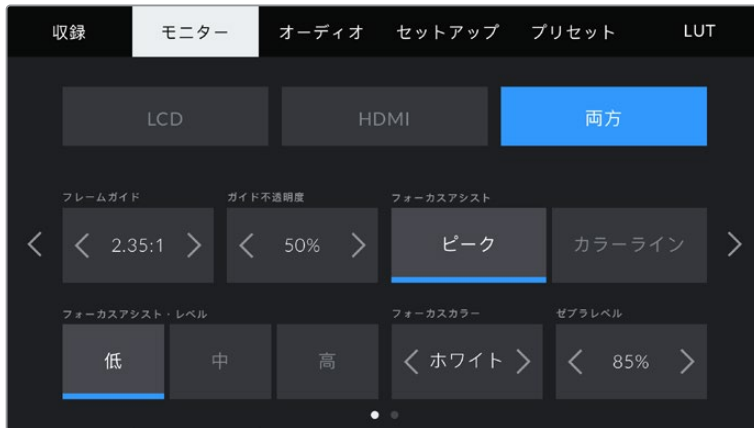 収録 モニター オーディオ セットアップ プリセット LUT
LCD HDMI 両方
フレームガイド ガイド不透明度 フォーカスアシスト
2.35:1 50% ピーク カラーライン
フォーカスアシスト・レベル フォーカスカラー ゼブラレベル
低 中 高 ホワイト 85%